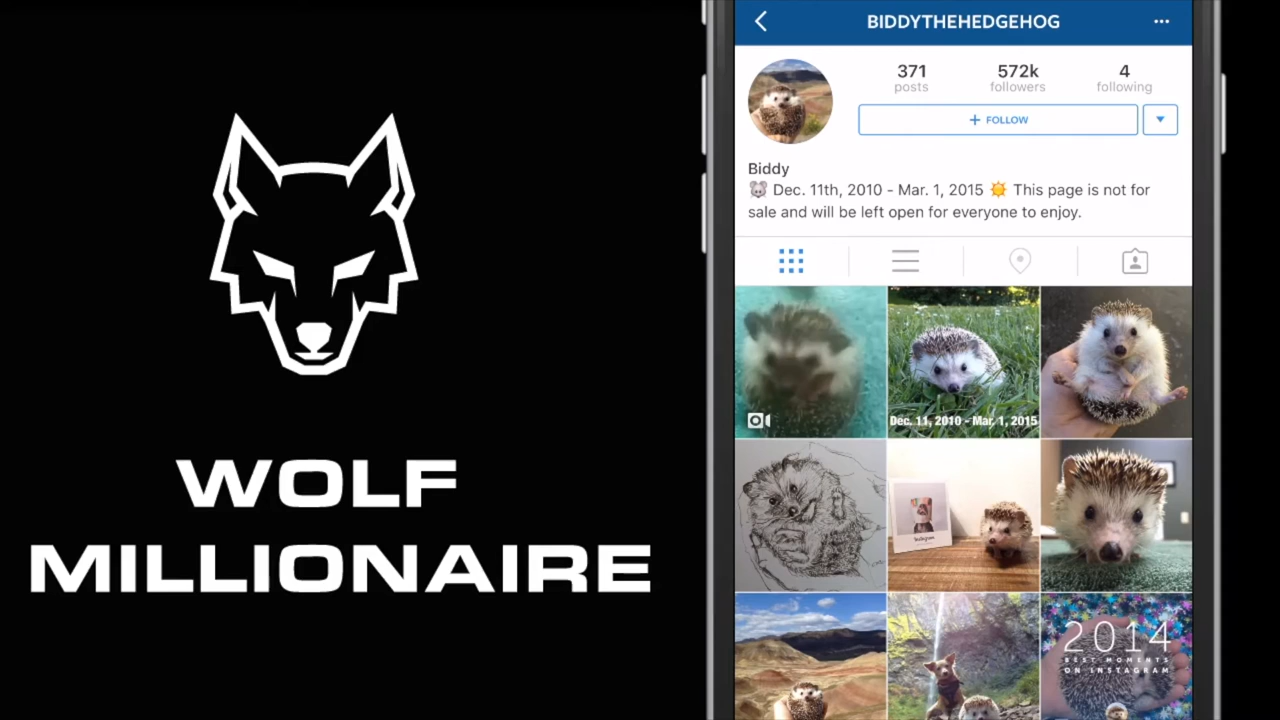 WOLF
MILLIONAIRE
BIDDYTHEHEDGEHOG
371
posts
572k
followers
4
following
+ FOLLOW
Biddy
🐭 Dec. 11th, 2010 - Mar. 1, 2015 ☀️ This page is not for
sale and will be left open for everyone to enjoy.
Dec. 11, 2010 - Mar. 1, 2015
Instagram
2014
BEST MOMENTS
ON INSTAGRAM